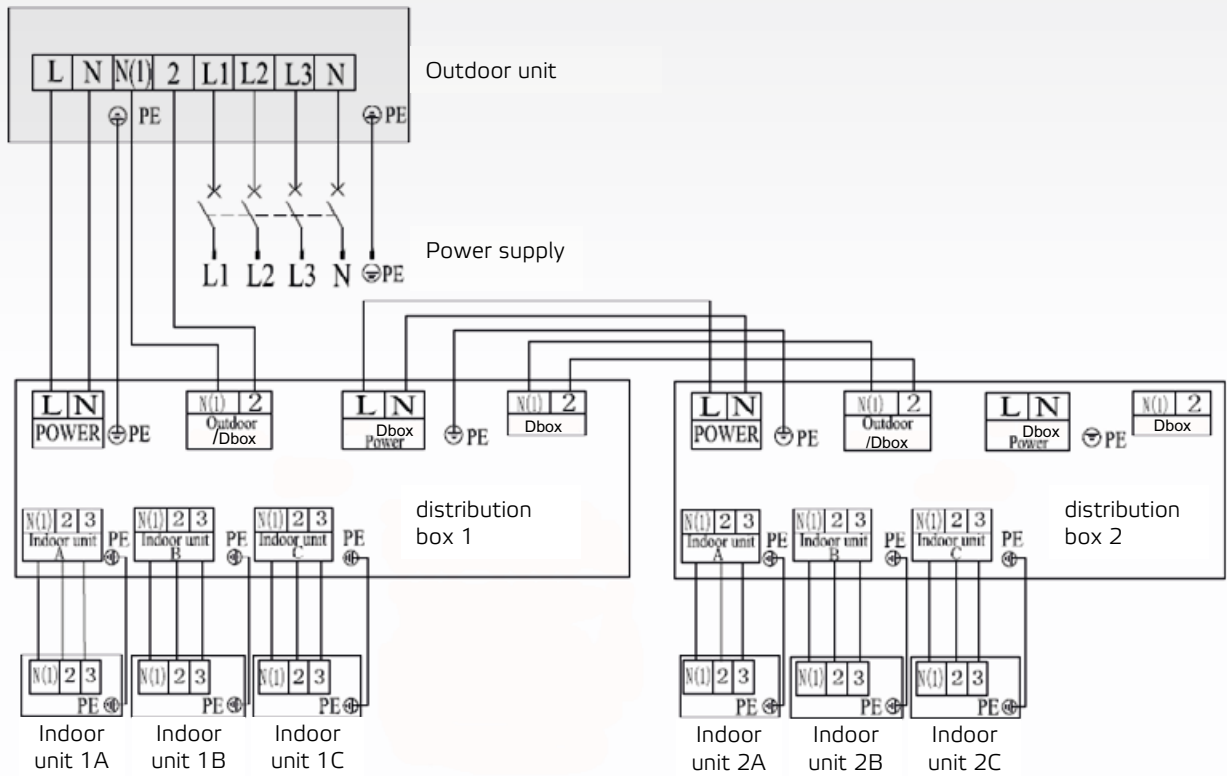 L N N(1) 2 L1 L2 L3 N
Outdoor unit
PE PE
Power supply
L1 L2 L3 N PE
L N N(1) 2 L N N(1) 2
POWER PE Outdoor Dbox PE Dbox
/Dbox Power
L N N(1) 2 L N N(1) 2
POWER PE Outdoor Dbox PE Dbox
/Dbox Power
distribution
box 1
N(1) 2 3 PE N(1) 2 3 PE N(1) 2 3 PE
Indoor unit Indoor unit Indoor unit
A B C
distribution
box 2
N(1) 2 3 PE N(1) 2 3 PE N(1) 2 3 PE
Indoor unit Indoor unit Indoor unit
A B C
N(1) 2 3 N(1) 2 3 N(1) 2 3
PE PE PE
Indoor
unit 1A
Indoor
unit 1B
Indoor
unit 1C
N(1) 2 3 N(1) 2 3 N(1) 2 3
PE PE PE
Indoor
unit 2A
Indoor
unit 2B
Indoor
unit 2C